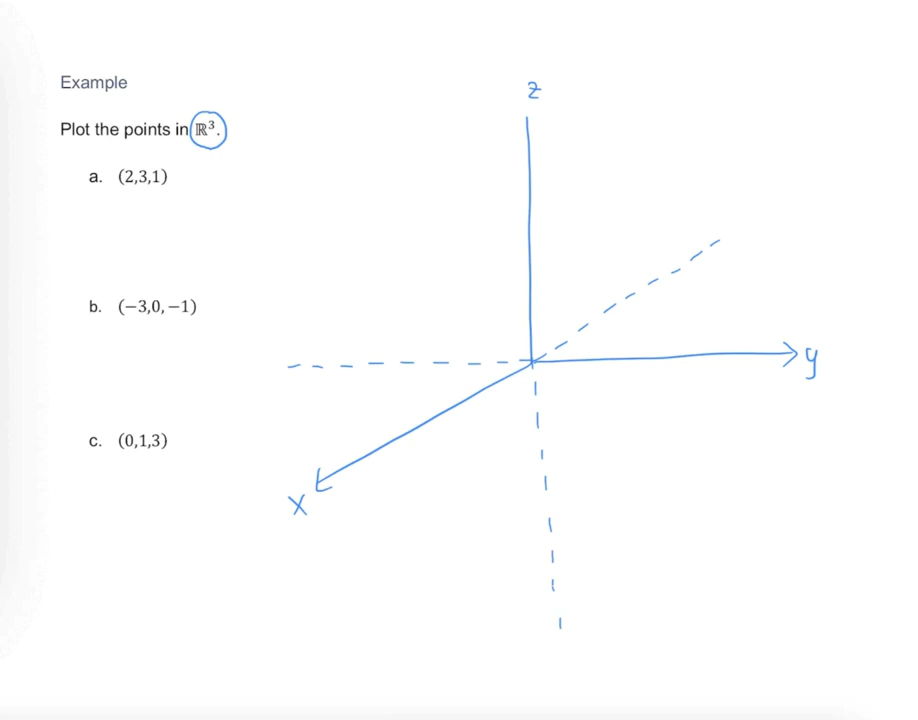 Example
z
Plot the points in ℝ³.
a. (2,3,1)
b. (−3,0,−1)
y
c. (0,1,3)
x